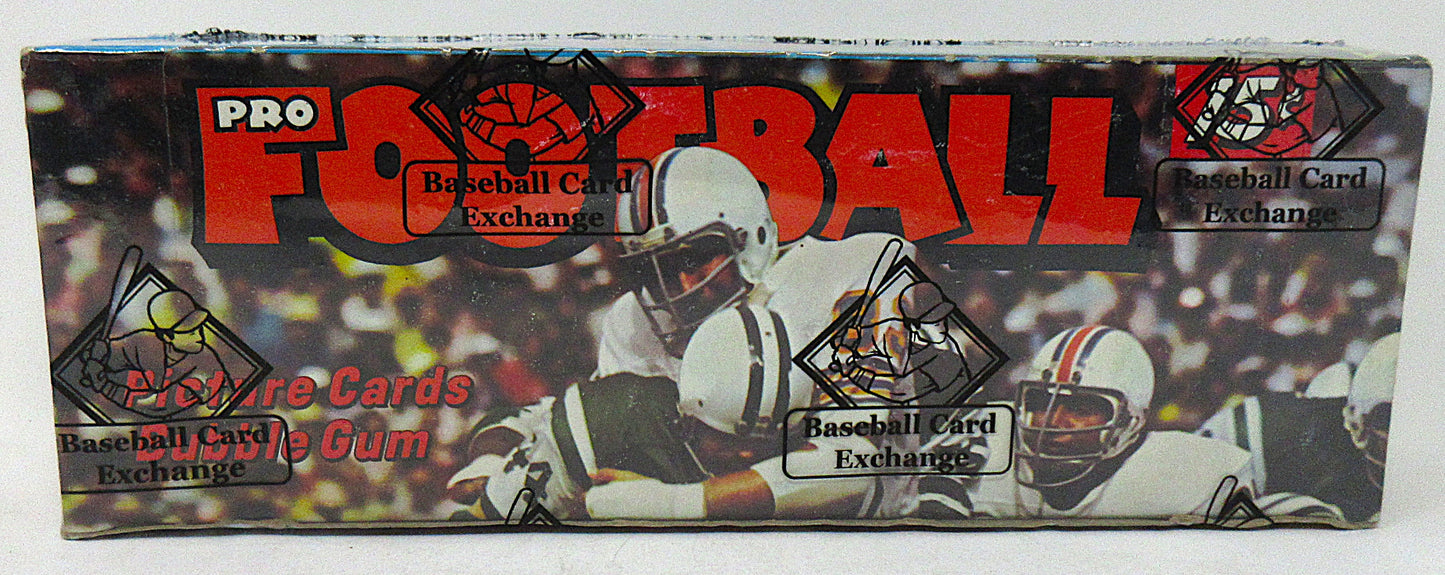 PRO
FOOTBALL
15
Baseball Card
Exchange
Baseball Card
Exchange
Picture Cards
Bubble Gum
Baseball Card
Exchange
Baseball Card
Exchange